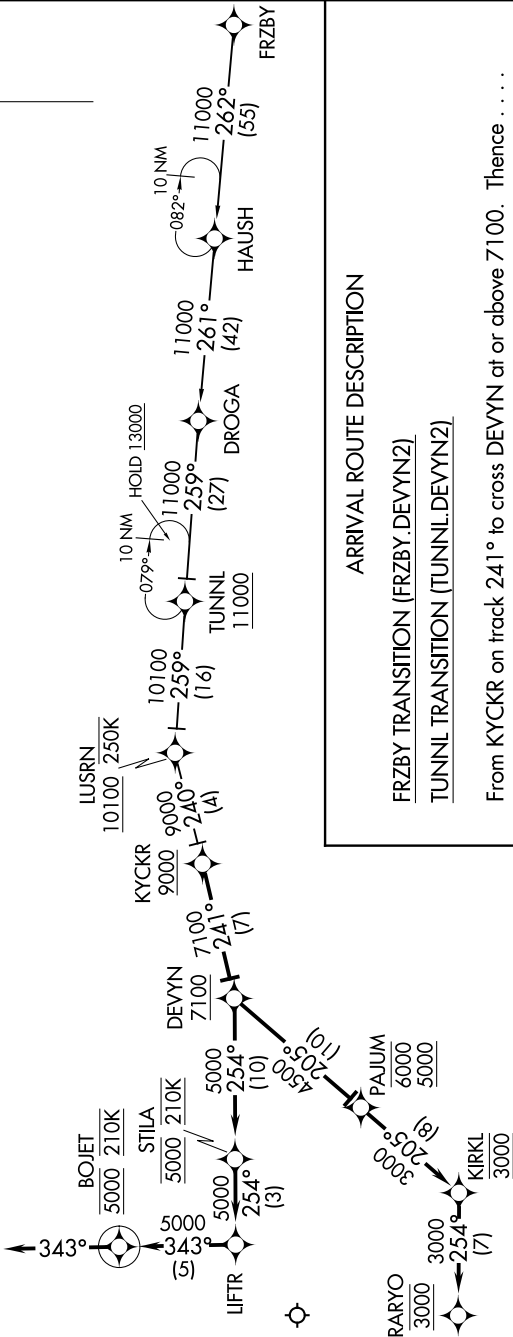 FRZBY
11000
262°
(55)
10 NM
082°
HAUSH
11000
261°
(42)
DROGA
HOLD 13000
11000
259°
(27)
10 NM
079°
TUNNL
11000
10100
259°
(16)
LUSRN
10100 250K
9000
240°
(4)
KYCKR
9000
7100
241°
(7)
DEVYN
7100
5000
254°
(10)
STILA
5000 210K
5000
254°
(3)
LIFTR
5000
343°
(5)
BOJET
5000 210K
343°
4500
205°
(10)
PAJUM
6000
5000
3000
205°
(8)
KIRKL
3000
3000
254°
(7)
RARYO
3000
ARRIVAL ROUTE DESCRIPTION
FRZBY TRANSITION (FRZBY.DEVYN2)
TUNNL TRANSITION (TUNNL.DEVYN2)
From KYCKR on track 241° to cross DEVYN at or above 7100. Thence . . . .